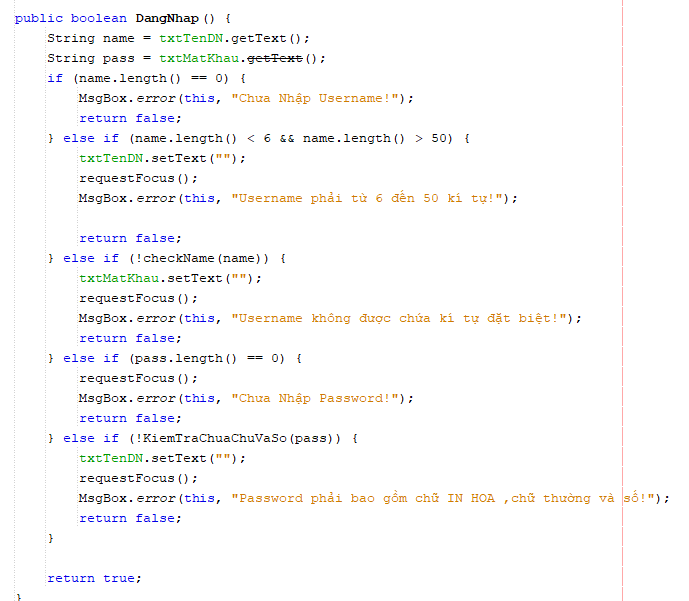 public boolean DangNhap() {
    String name = txtTenDN.getText();
    String pass = txtMatKhau.getText();
    if (name.length() == 0) {
        MsgBox.error(this, "Chưa Nhập Username!");
        return false;
    } else if (name.length() < 6 && name.length() > 50) {
        txtTenDN.setText("");
        requestFocus();
        MsgBox.error(this, "Username phải từ 6 đến 50 kí tự!");
        return false;
    } else if (!checkName(name)) {
        txtMatKhau.setText("");
        requestFocus();
        MsgBox.error(this, "Username không được chứa kí tự đặt biệt!");
        return false;
    } else if (pass.length() == 0) {
        requestFocus();
        MsgBox.error(this, "Chưa Nhập Password!");
        return false;
    } else if (!KiemTraChuaChuVaSo(pass)) {
        txtTenDN.setText("");
        requestFocus();
        MsgBox.error(this, "Password phải bao gồm chữ IN HOA ,chữ thường và số!");
        return false;
    }
    return true;
}